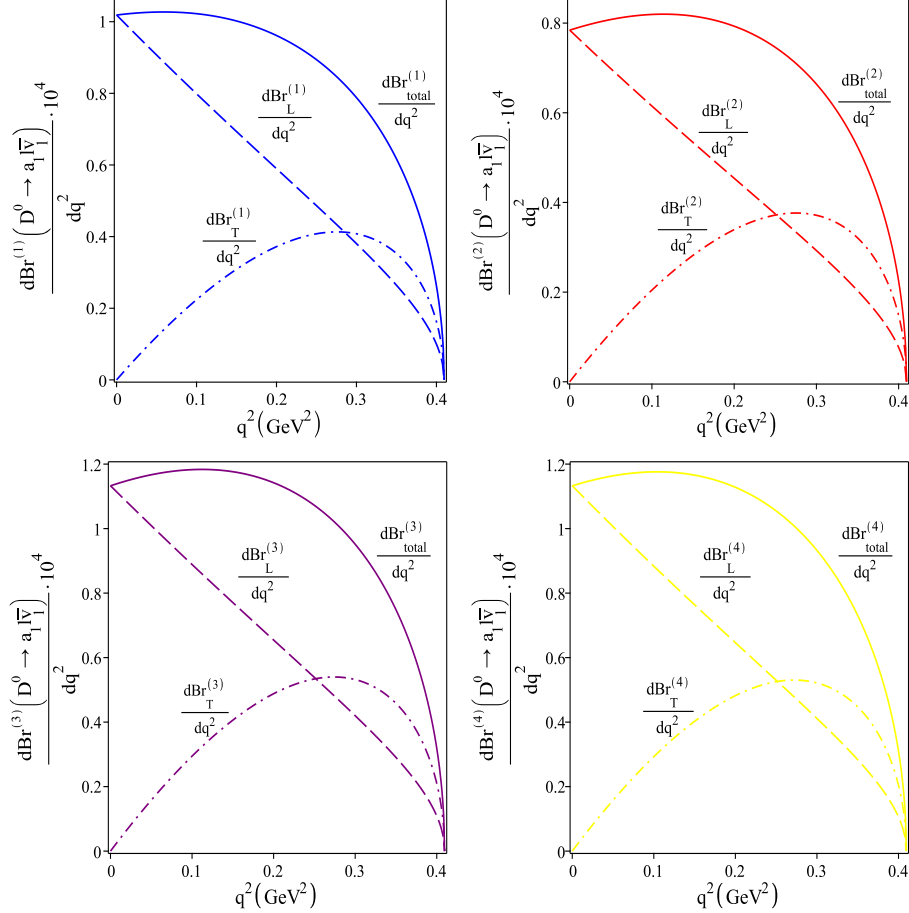 dBr^(1)(D^0 → a_1 l ν̄_1)/dq^2 · 10^4
1
0.8
0.6
0.4
0.2
0
dBr_L^(1)/dq^2
dBr_total^(1)/dq^2
dBr_T^(1)/dq^2
0 0.1 0.2 0.3 0.4
q^2(GeV^2)
dBr^(2)(D^0 → a_1 l ν̄_1)/dq^2 · 10^4
0.8
0.6
0.4
0.2
0
dBr_total^(2)/dq^2
dBr_L^(2)/dq^2
dBr_T^(2)/dq^2
0 0.1 0.2 0.3 0.4
q^2(GeV^2)
dBr^(3)(D^0 → a_1 l ν̄_1)/dq^2 · 10^4
1.2
1
0.8
0.6
0.4
0.2
0
dBr_total^(3)/dq^2
dBr_L^(3)/dq^2
dBr_T^(3)/dq^2
0 0.1 0.2 0.3 0.4
q^2(GeV^2)
dBr^(4)(D^0 → a_1 l ν̄_1)/dq^2 · 10^4
1.2
1
0.8
0.6
0.4
0.2
0
dBr_total^(4)/dq^2
dBr_L^(4)/dq^2
dBr_T^(4)/dq^2
0 0.1 0.2 0.3 0.4
q^2(GeV^2)